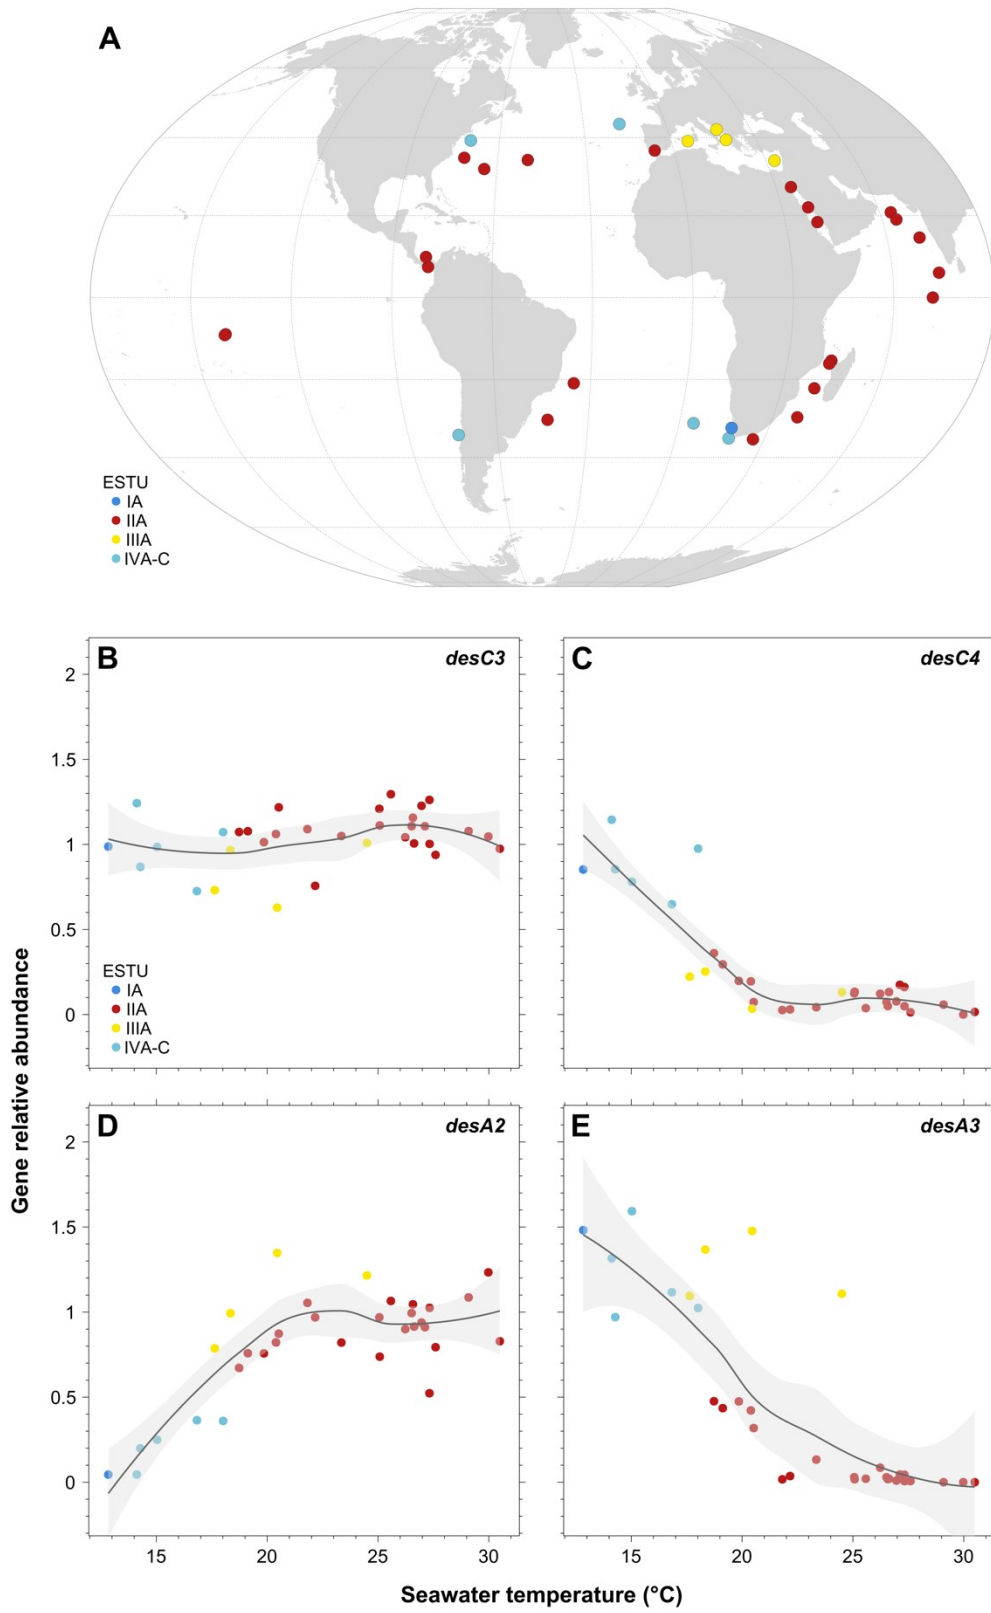 A
ESTU
IA
IIA
IIIA
IVA-C
B
desC3
2
1.5
1
0.5
0
ESTU
IA
IIA
IIIA
IVA-C
C
desC4
Gene relative abundance
D
desA2
2
1.5
1
0.5
0
15 20 25 30
E
desA3
15 20 25 30
Seawater temperature (°C)